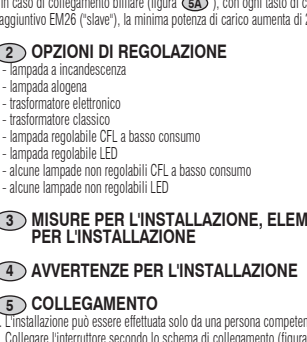 in caso di collegamento bifilare (figura 5A ), con ogni tasto di c
aggiuntivo EM26 ("slave"), la minima potenza di carico aumenta di 2
2 OPZIONI DI REGOLAZIONE
- lampada a incandescenza
- lampada alogena
- trasformatore elettronico
- trasformatore classico
- lampada regolabile CFL a basso consumo
- lampada regolabile LED
- alcune lampade non regolabili CFL a basso consumo
- alcune lampade non regolabili LED
3 MISURE PER L'INSTALLAZIONE, ELEM
PER L'INSTALLAZIONE
4 AVVERTENZE PER L'INSTALLAZIONE
5 COLLEGAMENTO
. L'installazione può essere effettuata solo da una persona competen
Collegare l'interruttore secondo lo schema di collegamento (figura